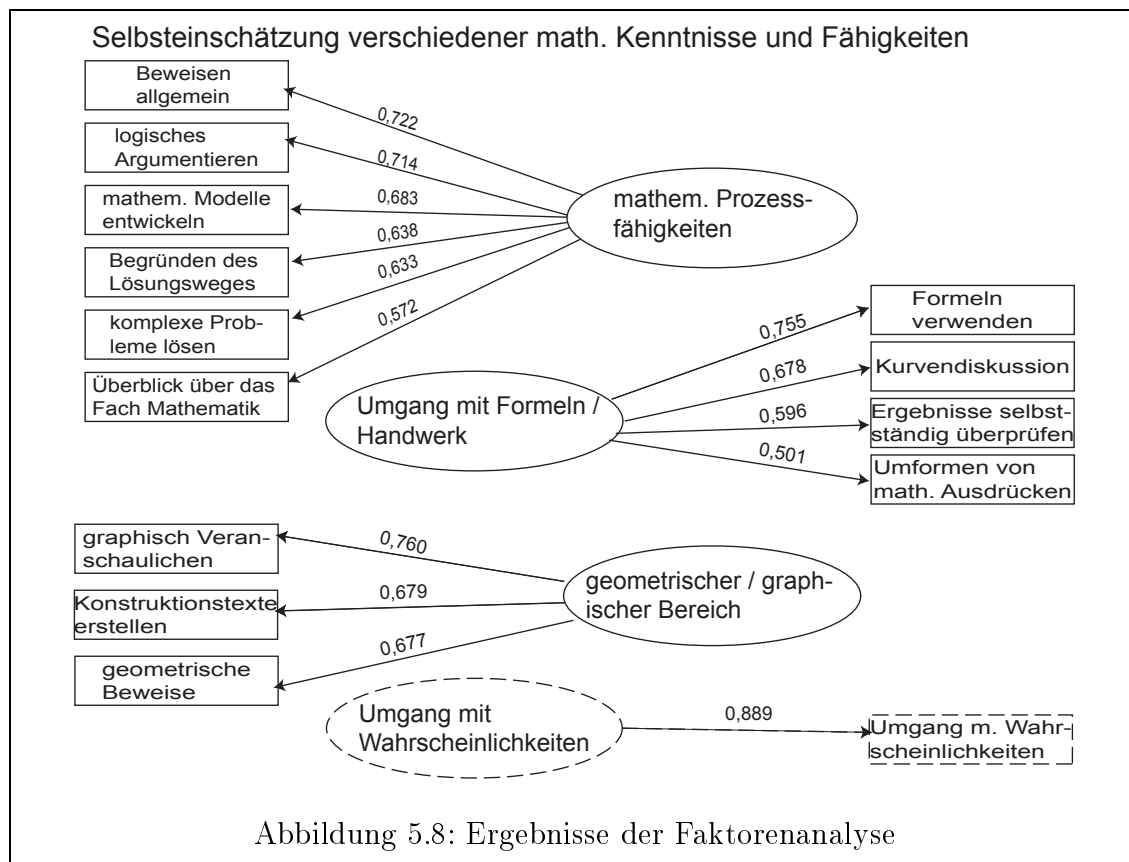 Selbsteinschätzung verschiedener math. Kenntnisse und Fähigkeiten
Beweisen
allgemein
0,722
logisches
Argumentieren
0,714
mathem. Modelle
entwickeln
0,683
Begründen des
Lösungsweges
0,638
komplexe Prob-
leme lösen
0,633
Überblick über das
Fach Mathematik
0,572
mathem. Prozess-
fähigkeiten
Umgang mit Formeln /
Handwerk
0,755
Formeln
verwenden
0,678
Kurvendiskussion
0,596
Ergebnisse selbst-
ständig überprüfen
0,501
Umformen von
math. Ausdrücken
graphisch Veran-
schaulichen
0,760
Konstruktionstexte
erstellen
0,679
geometrische
Beweise
0,677
geometrischer / graph-
ischer Bereich
Umgang mit
Wahrscheinlichkeiten
0,889
Umgang m. Wahr-
scheinlichkeiten
Abbildung 5.8: Ergebnisse der Faktorenanalyse